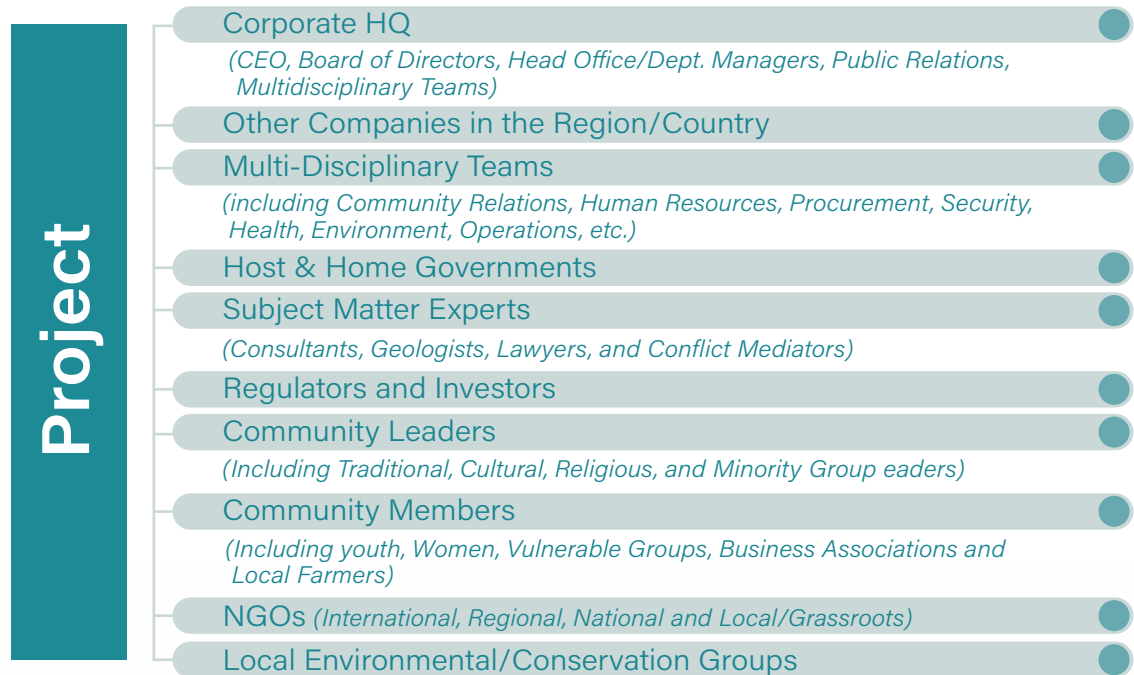 Project
Corporate HQ
(CEO, Board of Directors, Head Office/Dept. Managers, Public Relations,
Multidisciplinary Teams)
Other Companies in the Region/Country
Multi-Disciplinary Teams
(including Community Relations, Human Resources, Procurement, Security,
Health, Environment, Operations, etc.)
Host & Home Governments
Subject Matter Experts
(Consultants, Geologists, Lawyers, and Conflict Mediators)
Regulators and Investors
Community Leaders
(Including Traditional, Cultural, Religious, and Minority Group eaders)
Community Members
(Including youth, Women, Vulnerable Groups, Business Associations and
Local Farmers)
NGOs (International, Regional, National and Local/Grassroots)
Local Environmental/Conservation Groups